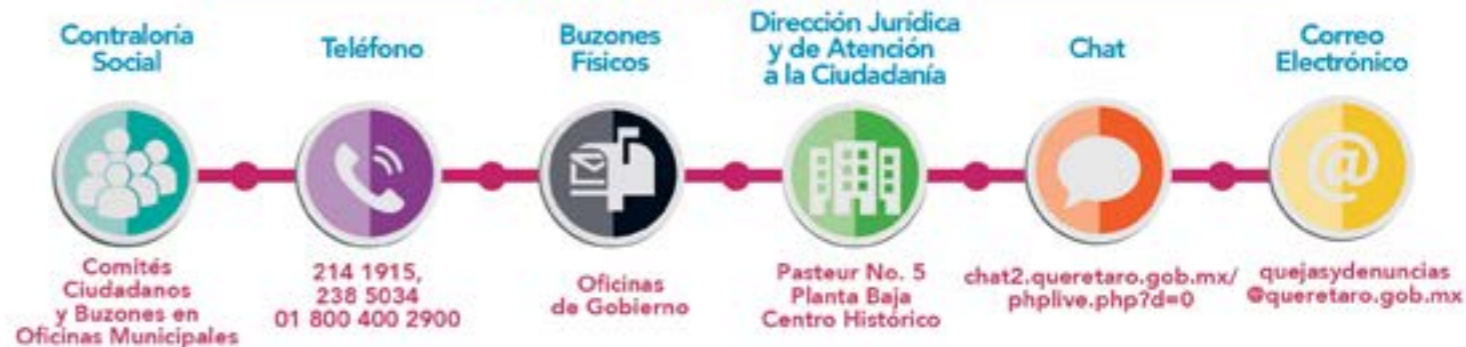 Contraloría
Social
Comités
Ciudadanos
y Buzones en
Oficinas Municipales
Teléfono
214 1915,
238 5034
01 800 400 2900
Buzones
Físicos
Oficinas
de Gobierno
Dirección Jurídica
y de Atención
a la Ciudadanía
Pasteur No. 5
Planta Baja
Centro Histórico
Chat
chat2.queretaro.gob.mx/
phplive.php?d=0
Correo
Electrónico
@
quejasydenuncias
@queretaro.gob.mx